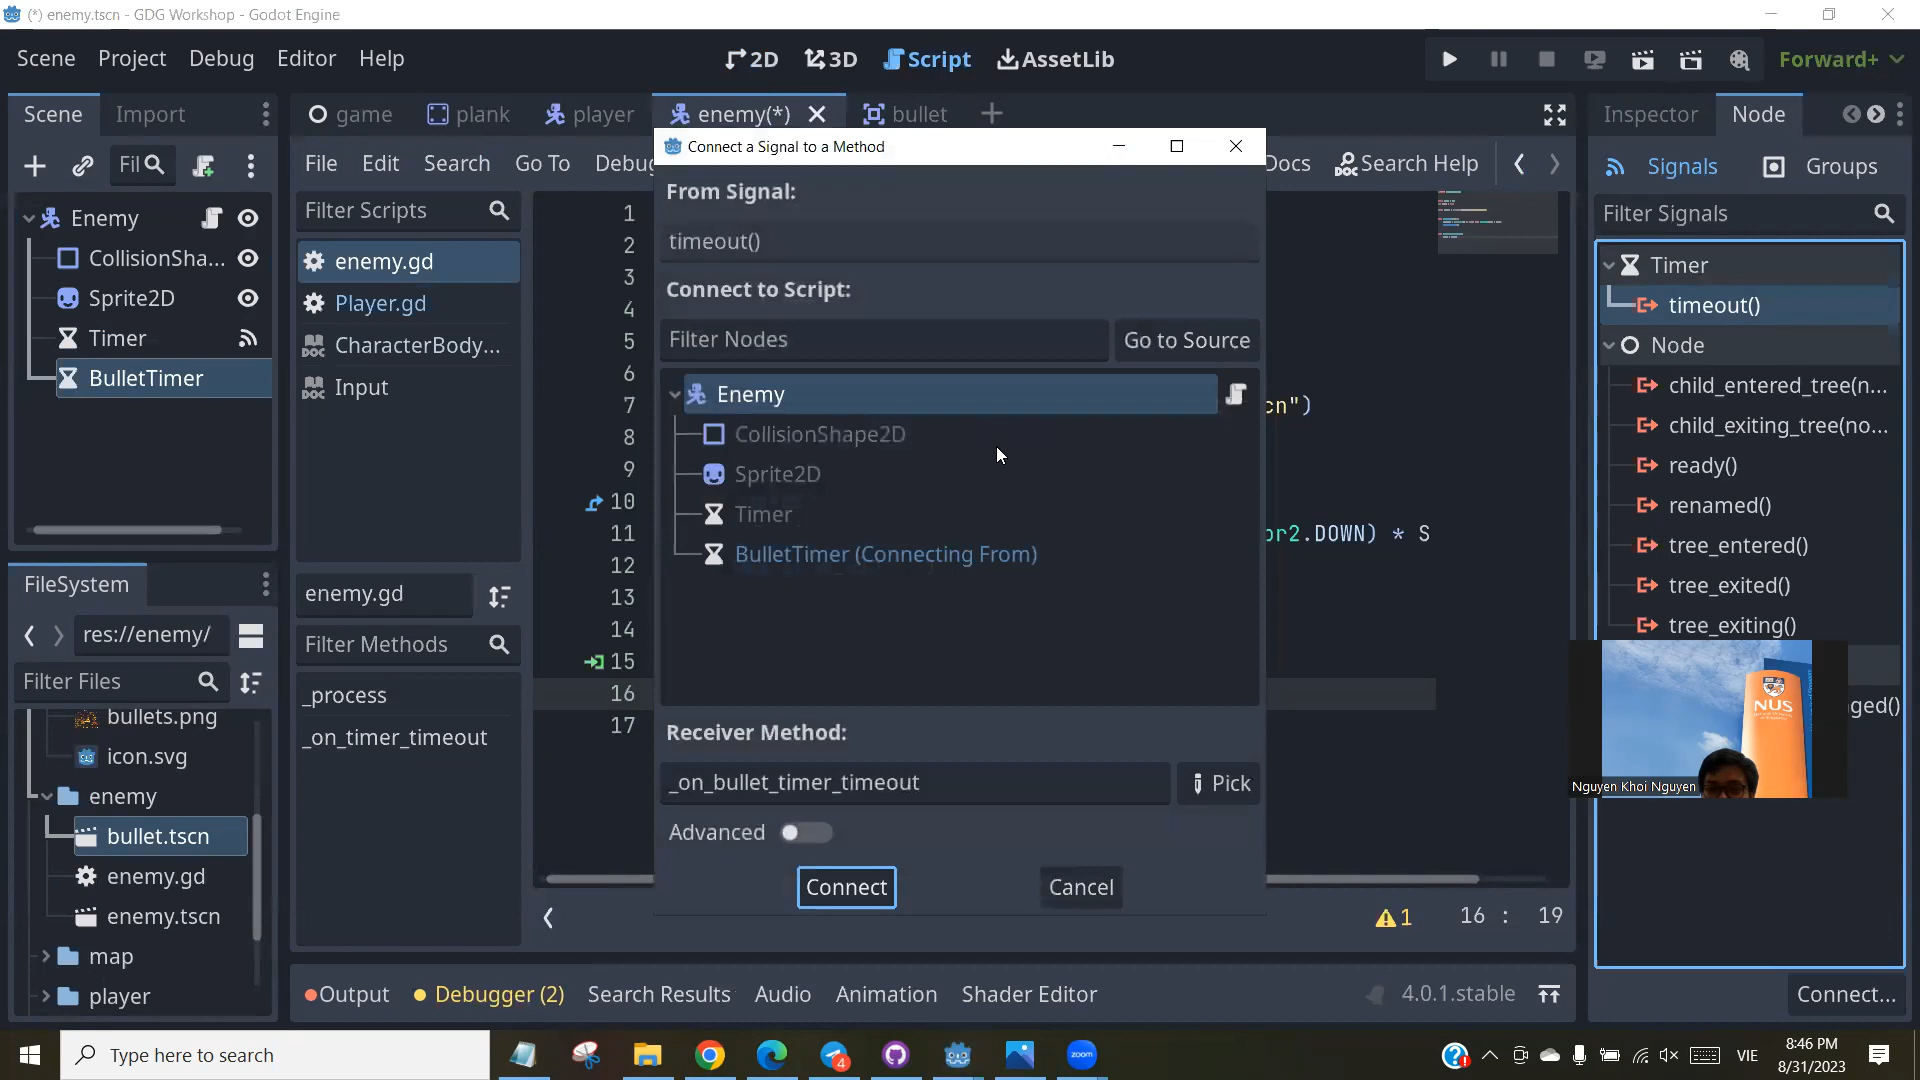 (*) enemy.tscn - GDG Workshop - Godot Engine
Scene Project Debug Editor Help
2D 3D Script AssetLib
Forward+
Scene Import
game plank player enemy(*) bullet
Inspector Node
Fil
File Edit Search Go To Debug
Docs Search Help
Signals Groups
Enemy
CollisionSha...
Sprite2D
Timer
BulletTimer
Filter Scripts
enemy.gd
Player.gd
CharacterBody...
Input
enemy.gd
Filter Methods
_process
_on_timer_timeout
1
2
3
4
5
6
7
8
9
10
11
12
13
14
15
16
17
cn")
or2.DOWN) * S
Connect a Signal to a Method
From Signal:
timeout()
Connect to Script:
Filter Nodes
Go to Source
Enemy
CollisionShape2D
Sprite2D
Timer
BulletTimer (Connecting From)
Receiver Method:
_on_bullet_timer_timeout
Pick
Advanced
Connect Cancel
1 16 : 19
Filter Signals
Timer
timeout()
Node
child_entered_tree(n...
child_exiting_tree(no...
ready()
renamed()
tree_entered()
tree_exited()
tree_exiting()
nged()
NUS
Nguyen Khoi Nguyen
Connect...
FileSystem
res://enemy/
Filter Files
bullets.png
icon.svg
enemy
bullet.tscn
enemy.gd
enemy.tscn
map
player
Output Debugger (2) Search Results Audio Animation Shader Editor
4.0.1.stable
Type here to search
4
zoom
VIE
8:46 PM
8/31/2023